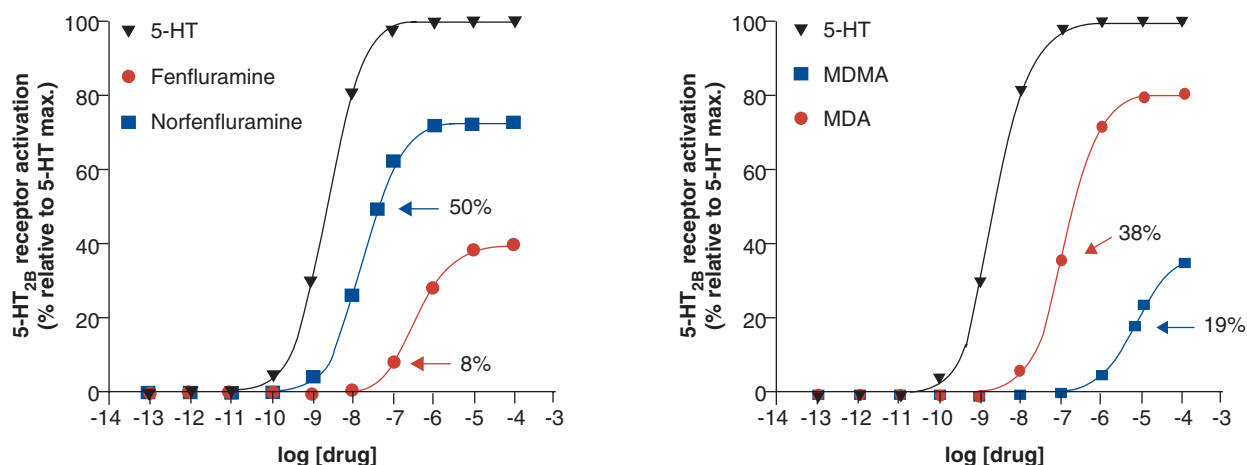 5-HT2B receptor activation
(% relative to 5-HT max.)
100
80
60
40
20
0
5-HT
Fenfluramine
Norfenfluramine
50%
8%
-13 -12 -11 -10 -9 -8 -7 -6 -5 -4 -3
log [drug]
5-HT2B receptor activation
(% relative to 5-HT max.)
100
80
60
40
20
0
5-HT
MDMA
MDA
38%
19%
-13 -12 -11 -10 -9 -8 -7 -6 -5 -4 -3
log [drug]